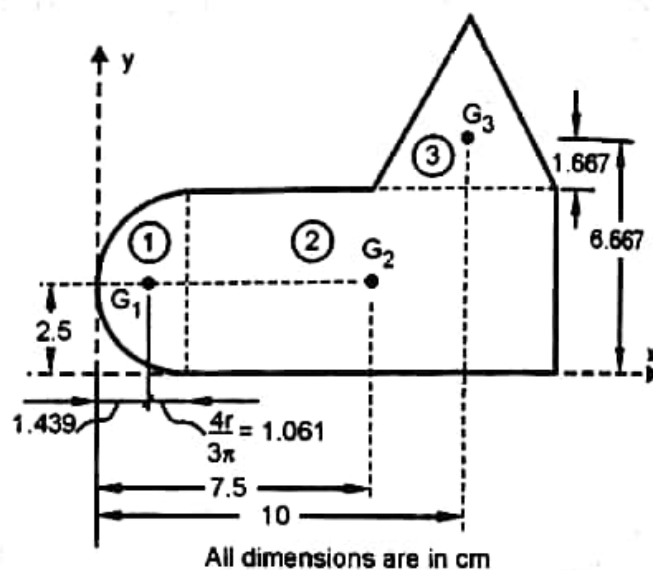 y
G3
3
1.667
1
2
6.667
G1
G2
2.5
x
1.439
4r/3π = 1.061
7.5
10
All dimensions are in cm